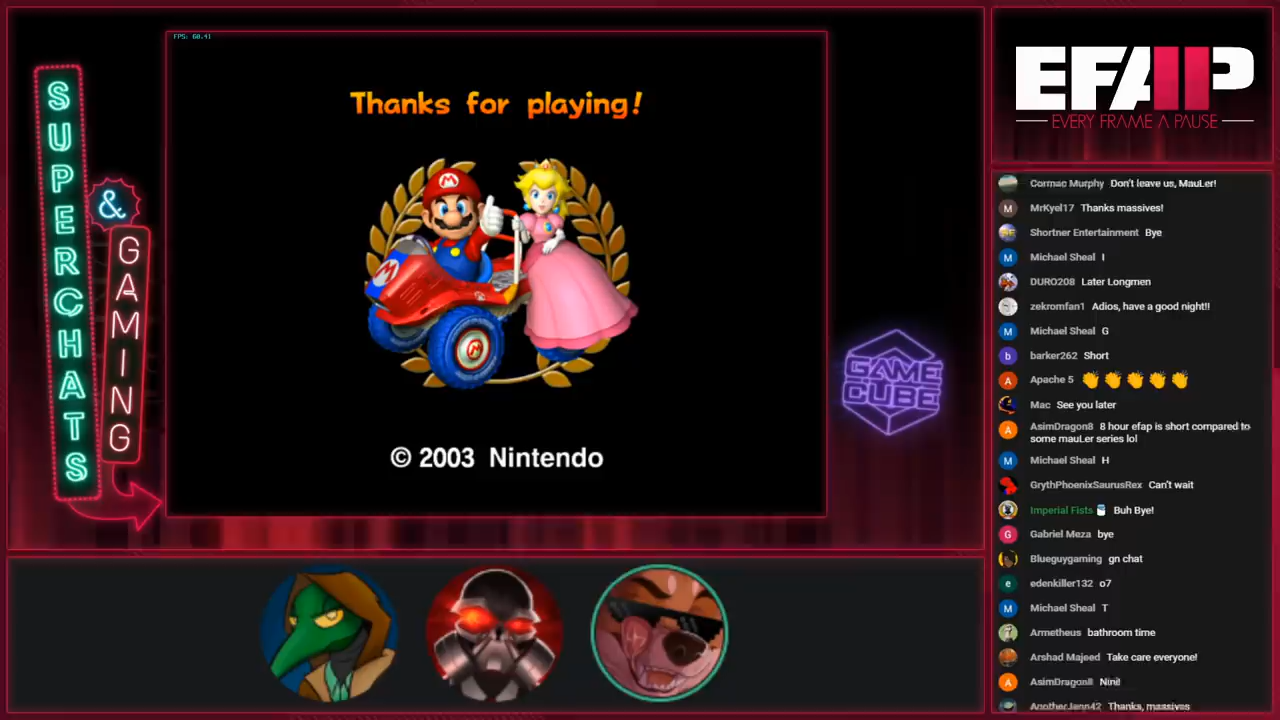 FPS: 60.41
SUPERCHATS
&
GAMING
Thanks for playing!
M
M
M
© 2003 Nintendo
GAME
CUBE
EFAP
EVERY FRAME A PAUSE
Cormac Murphy Don't leave us, MauLer!
M MrKyel17 Thanks massives!
Shortner Entertainment Bye
M Michael Sheal I
DURO208 Later Longmen
zekromfan1 Adios, have a good night!!
M Michael Sheal G
b barker262 Short
A Apache 5 👏👏👏👏👏
Mac See you later
A AsimDragon8 8 hour efap is short compared to
some mauLer series lol
M Michael Sheal H
GrythPhoenixSaurusRex Can't wait
Imperial Fists Buh Bye!
G Gabriel Meza bye
Blueguygaming gn chat
e edenkiller132 o7
M Michael Sheal T
Armetheus bathroom time
Arshad Majeed Take care everyone!
A AsimDragon8 Nini!
AnotherJenn42 Thanks, massives